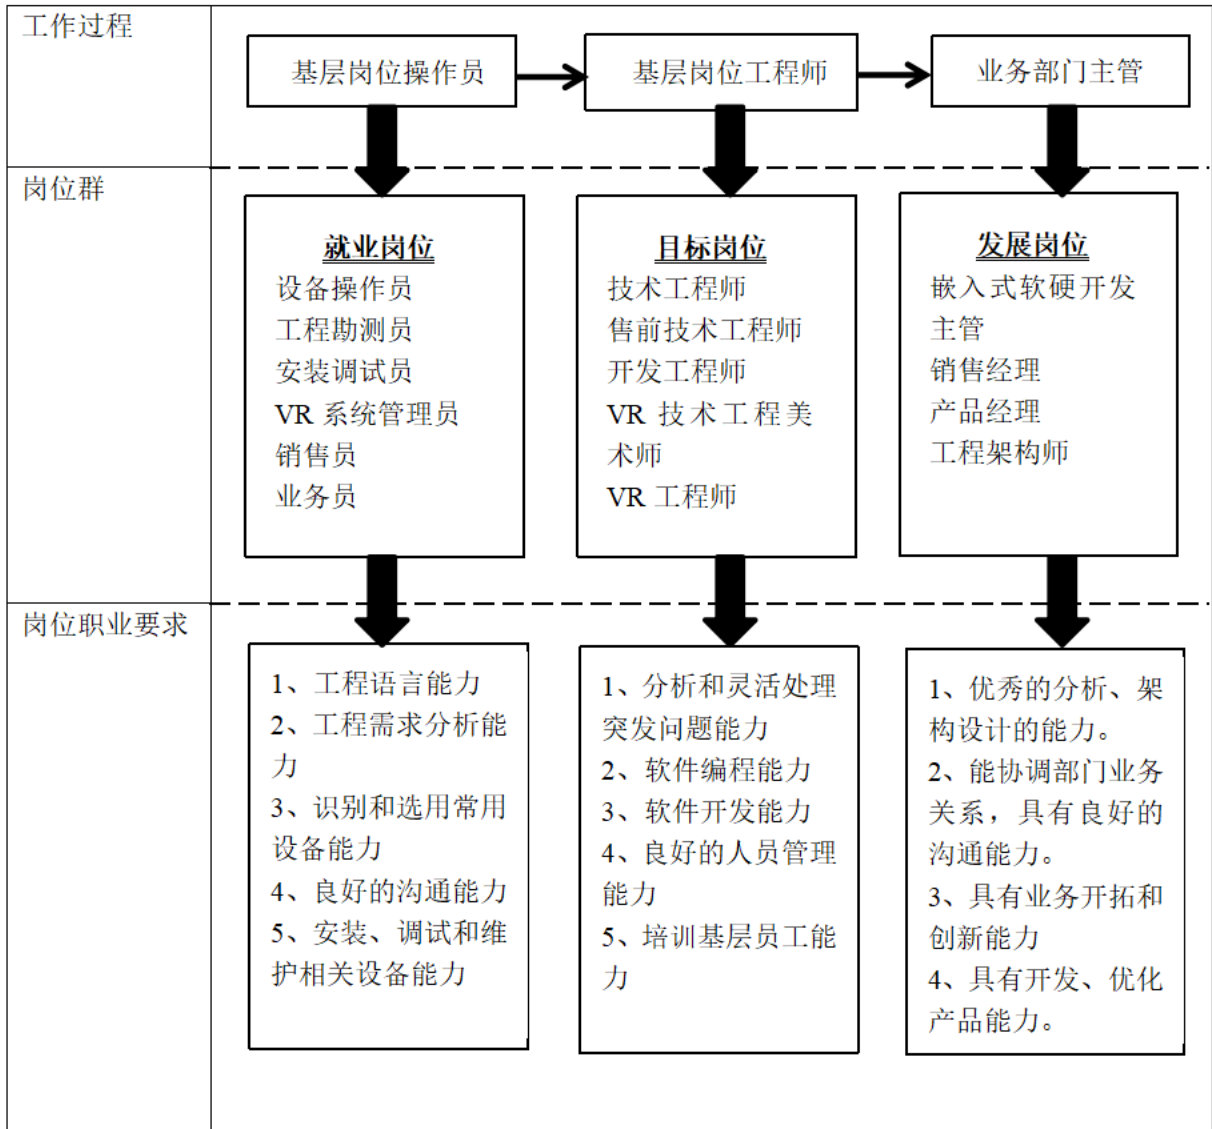 工作过程
基层岗位操作员
基层岗位工程师
业务部门主管
岗位群
就业岗位
设备操作员
工程勘测员
安装调试员
VR 系统管理员
销售员
业务员
目标岗位
技术工程师
售前技术工程师
开发工程师
VR 技术工程美
术师
VR 工程师
发展岗位
嵌入式软硬开发
主管
销售经理
产品经理
工程架构师
岗位职业要求
1、工程语言能力
2、工程需求分析能
力
3、识别和选用常用
设备能力
4、良好的沟通能力
5、安装、调试和维
护相关设备能力
1、分析和灵活处理
突发问题能力
2、软件编程能力
3、软件开发能力
4、良好的人员管理
能力
5、培训基层员工能
力
1、优秀的分析、架
构设计的能力。
2、能协调部门业务
关系，具有良好的
沟通能力。
3、具有业务开拓和
创新能力
4、具有开发、优化
产品能力。